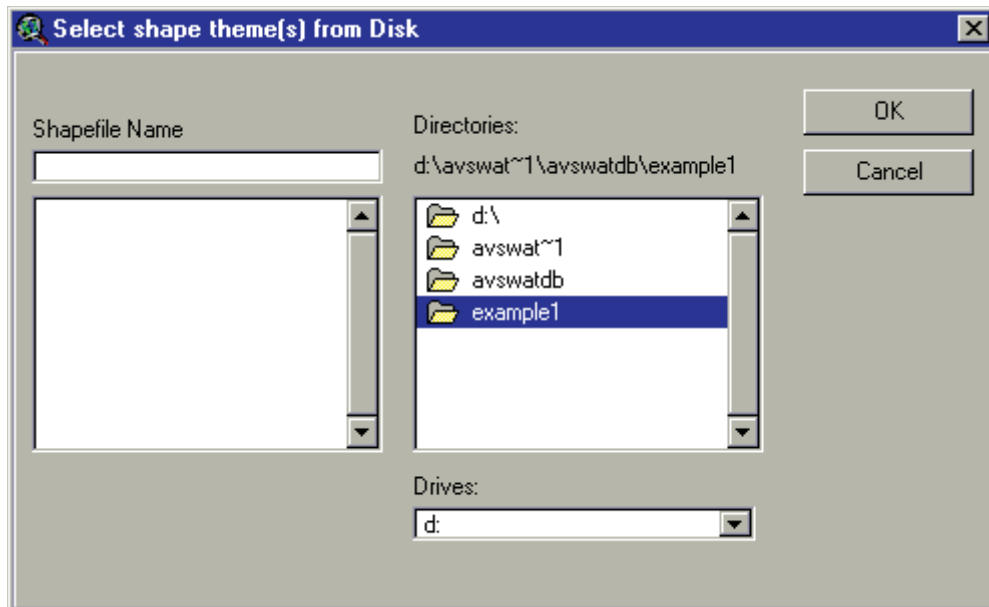 Select shape theme(s) from Disk
Shapefile Name
Directories:
d:\avswat~1\avswatdb\example1
OK
Cancel
d:\
avswat~1
avswatdb
example1
Drives:
d: